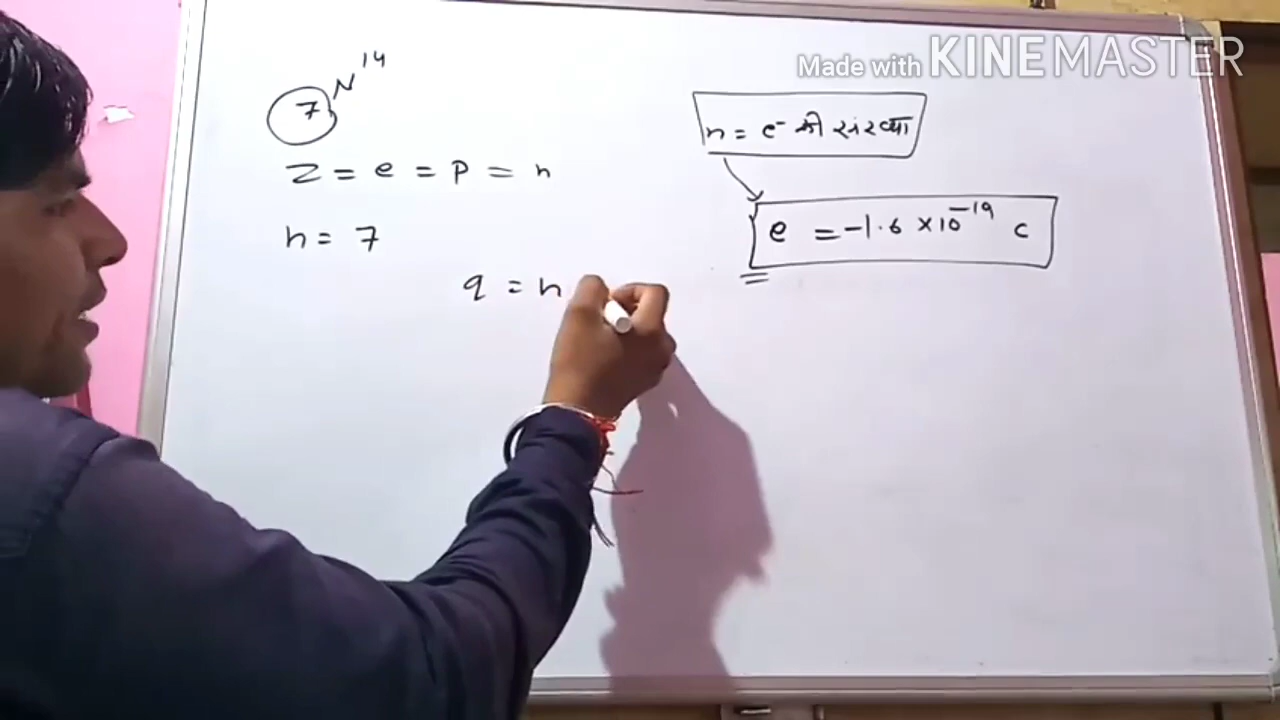 Made with KINEMASTER
7 N 14
n = e⁻ की संख्या
Z = e = P = n
e = -1.6 × 10⁻¹⁹ c
n = 7
q = n